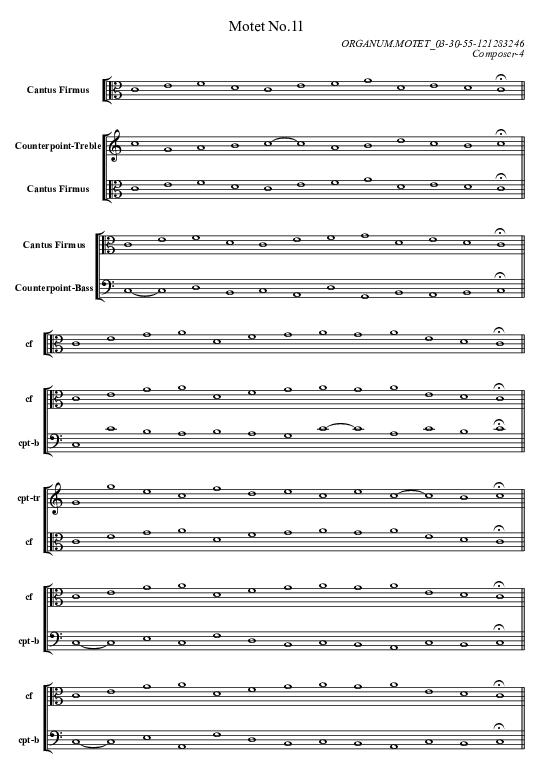 Motet No.11
ORGANUM.MOTET_03-30-55-121283246
Composer-4
Cantus Firmus
Counterpoint-Treble
Cantus Firmus
Cantus Firmus
Counterpoint-Bass
cf
cf
cpt-b
cpt-tr
cf
cf
cpt-b
cf
cpt-b